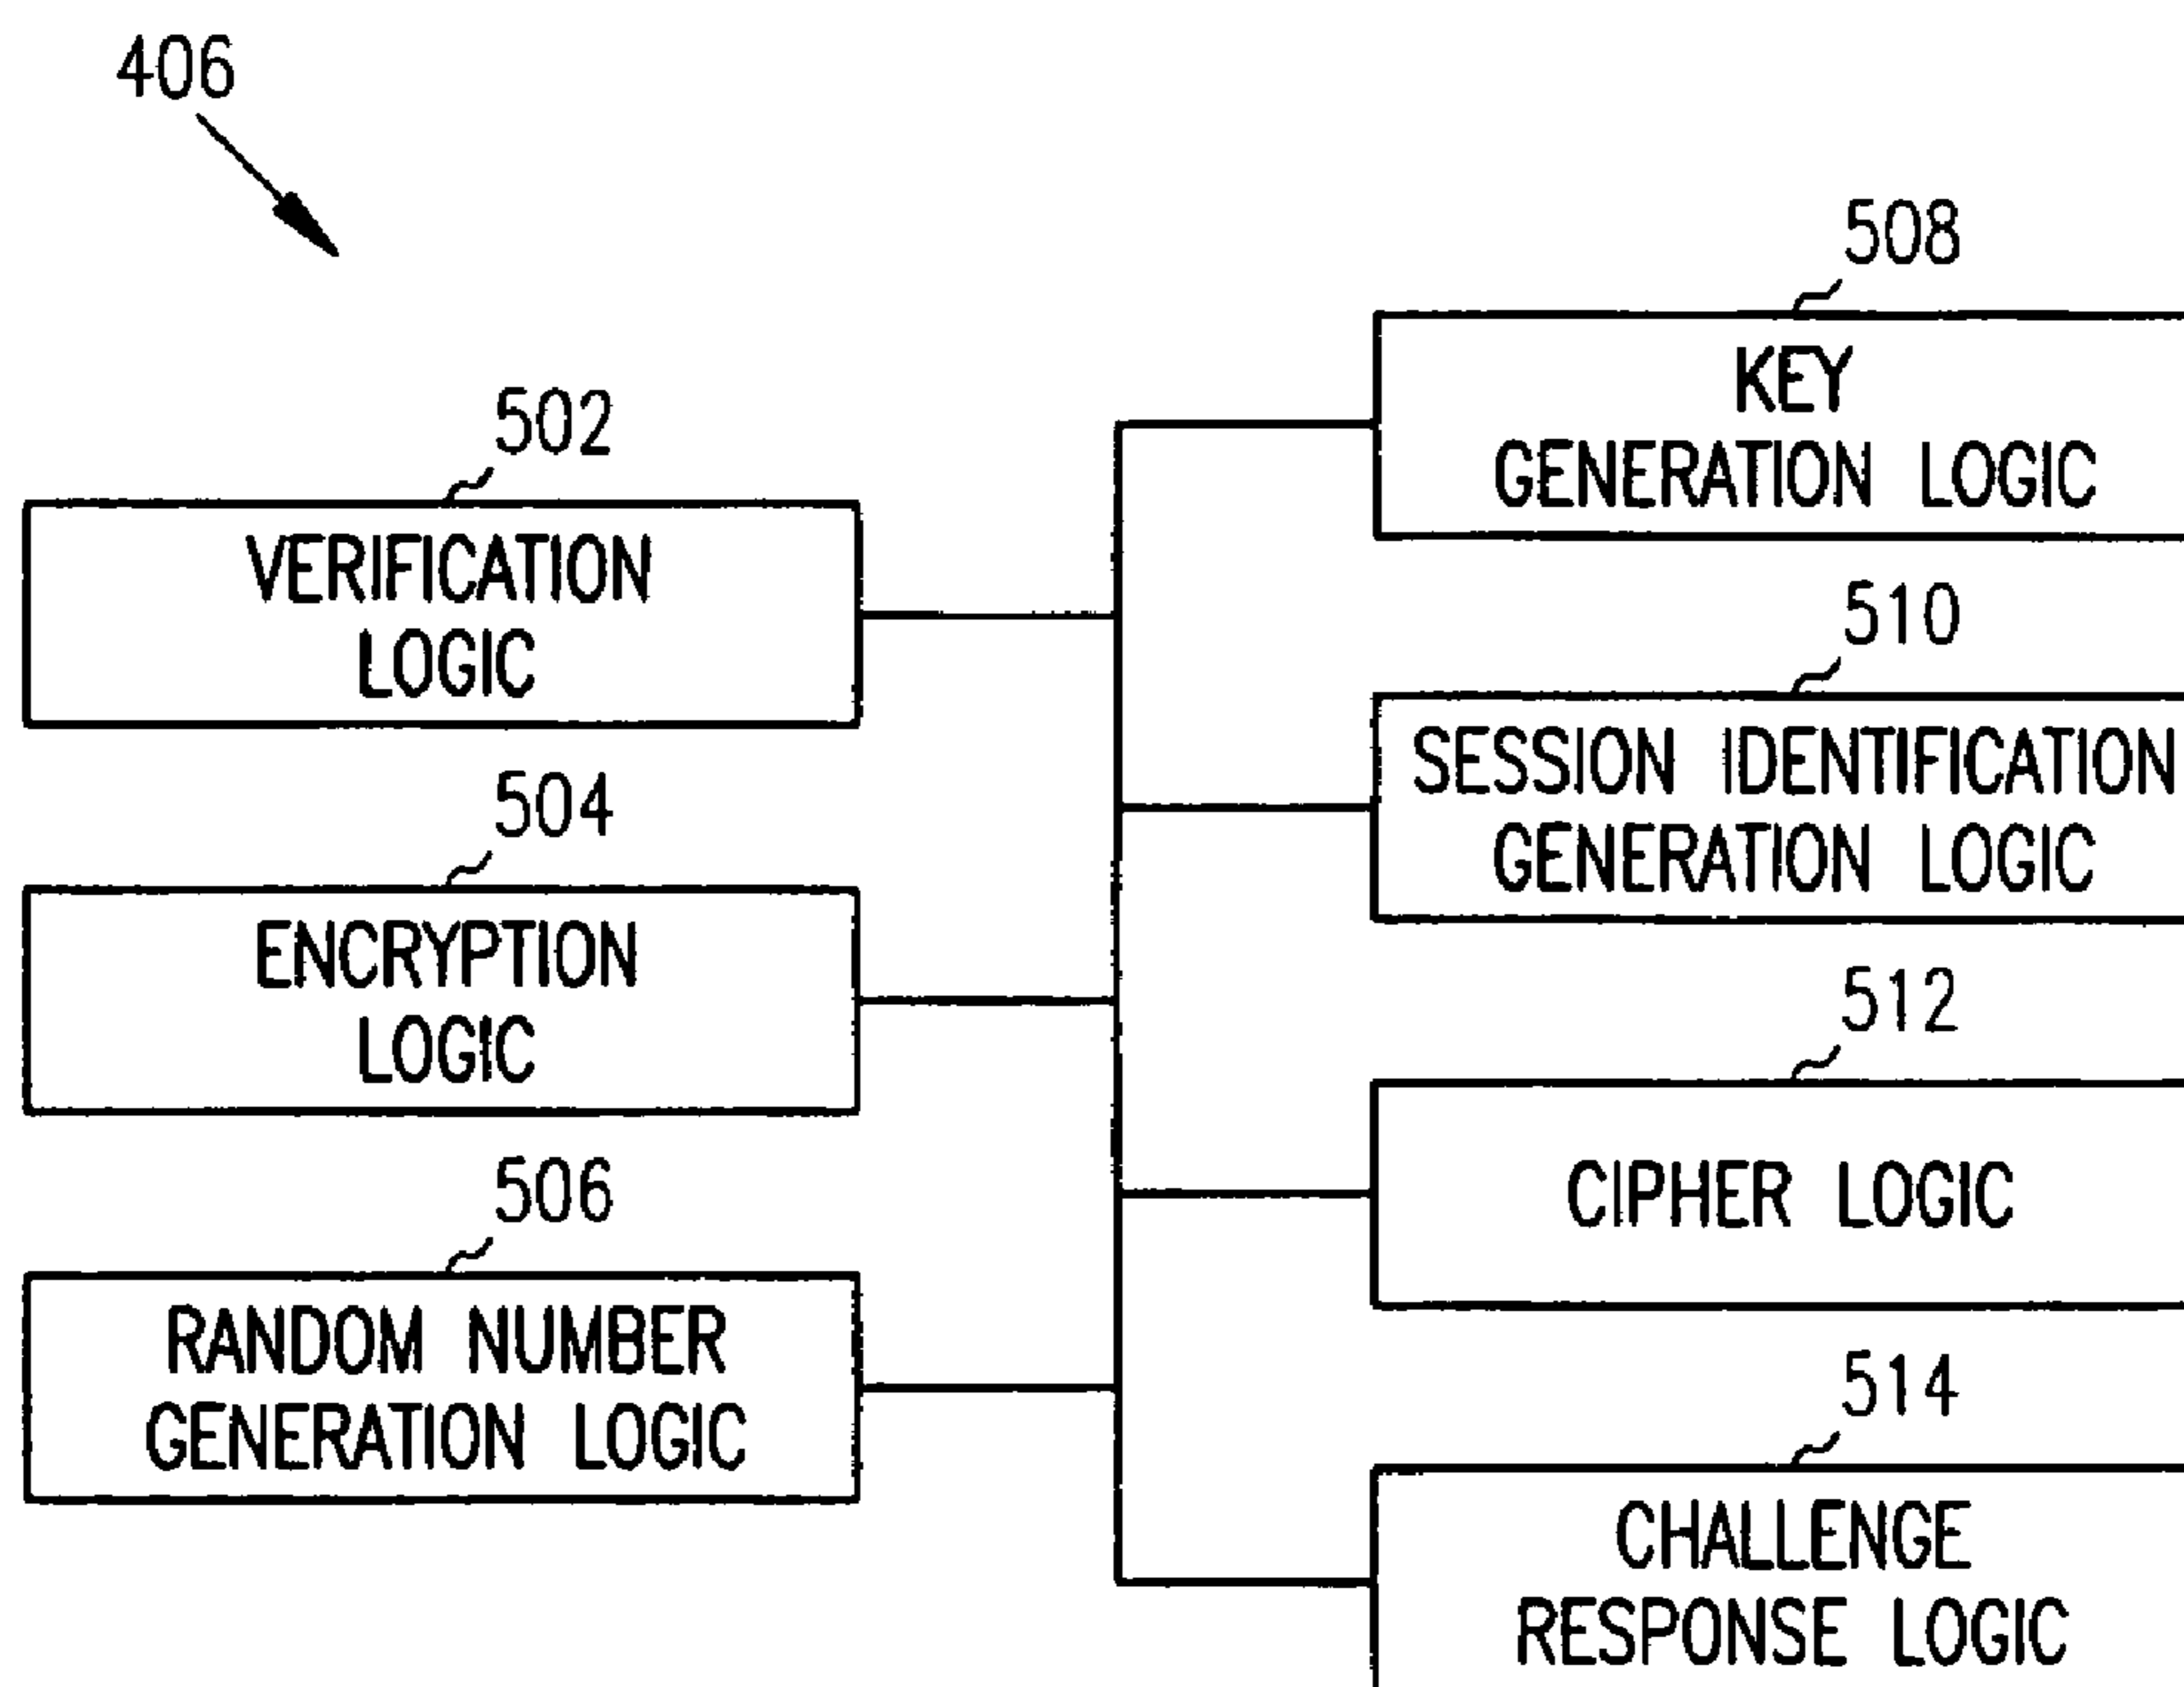 406
502
VERIFICATION
LOGIC
504
ENCRYPTION
LOGIC
506
RANDOM NUMBER
GENERATION LOGIC
508
KEY
GENERATION LOGIC
510
SESSION IDENTIFICATION
GENERATION LOGIC
512
CIPHER LOGIC
514
CHALLENGE
RESPONSE LOGIC